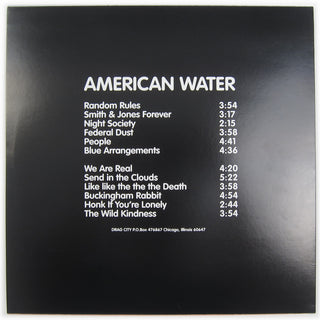 AMERICAN WATER
Random Rules 3:54
Smith & Jones Forever 3:17
Night Society 2:15
Federal Dust 3:58
People 4:41
Blue Arrangements 4:36
We Are Real 4:20
Send in the Clouds 5:22
Like like the the the Death 3:58
Buckingham Rabbit 4:54
Honk If You're Lonely 2:44
The Wild Kindness 3:54
DRAG CITY P.O.Box 476867 Chicago, Illinois 60647